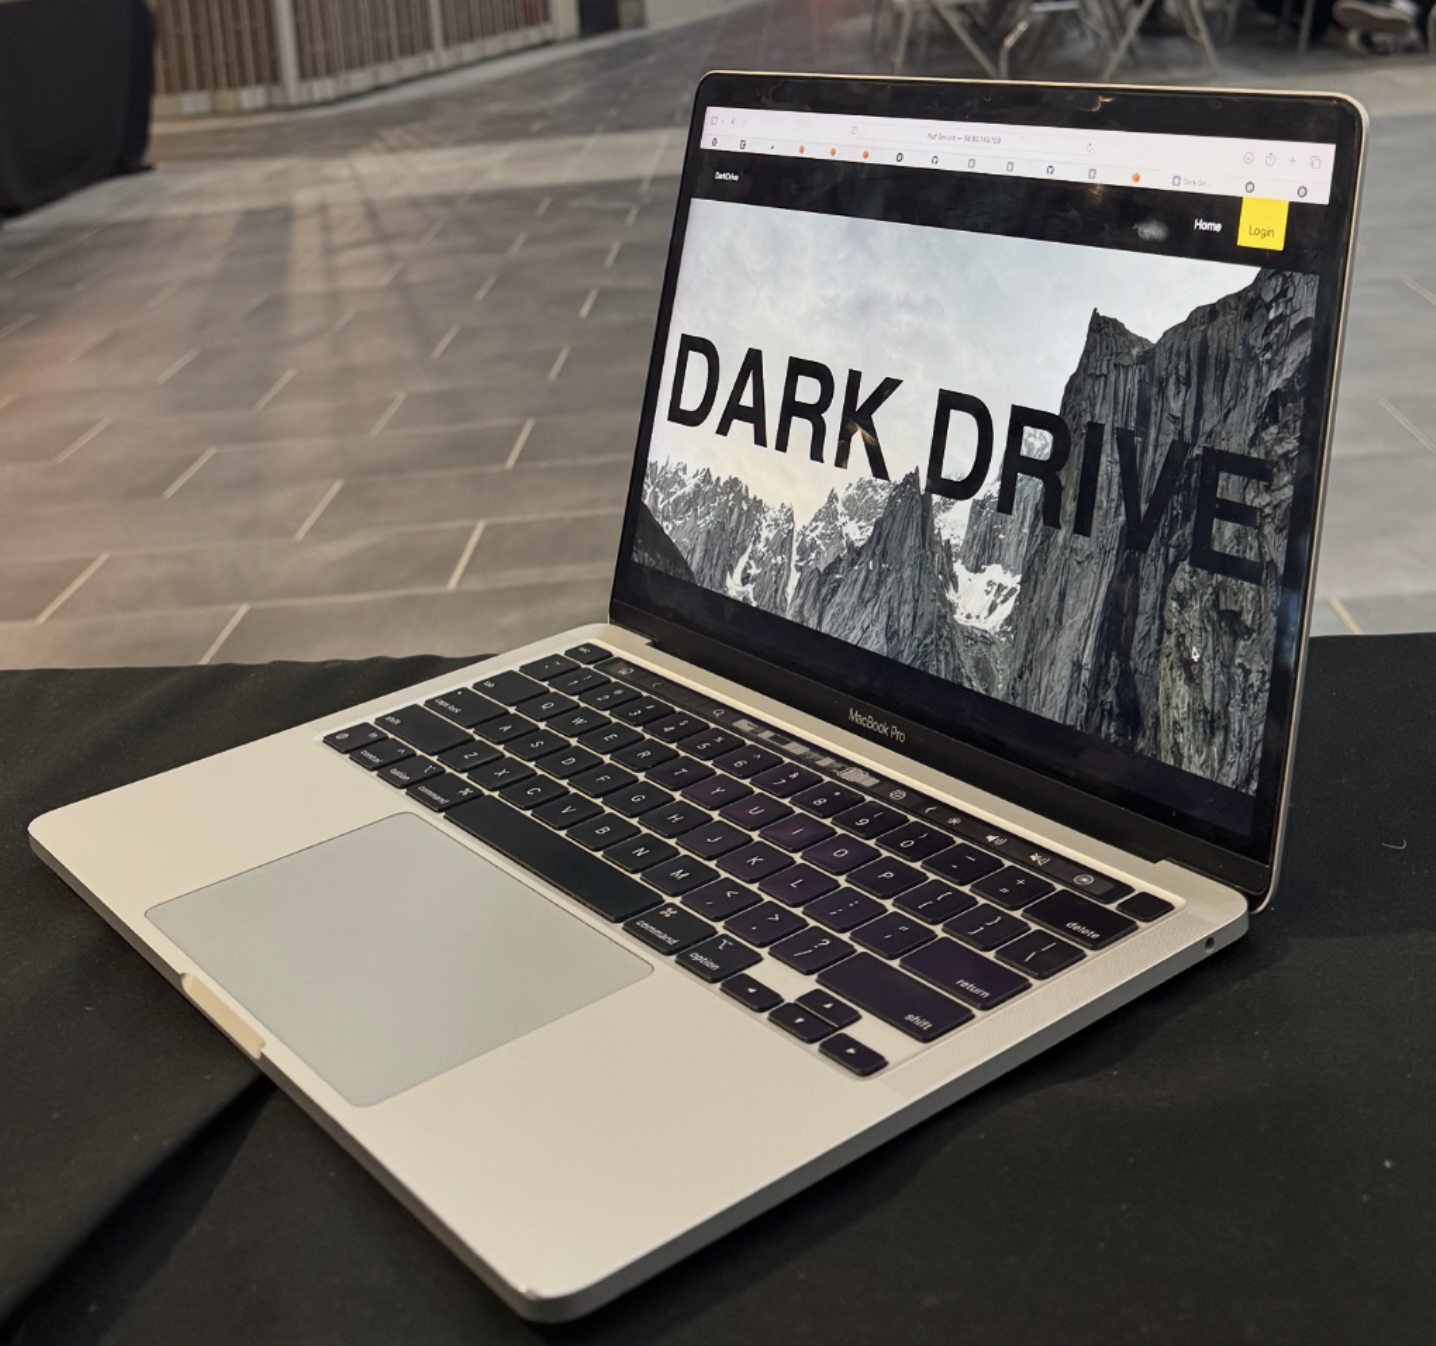 DarkDrive
Home
Login
DARK DRIVE
MacBook Pro
esc
tab Q W E R T Y U I O P
caps lock A S D F G H J K L
shift Z X C V B N M
fn control option command
command option
delete
return
shift